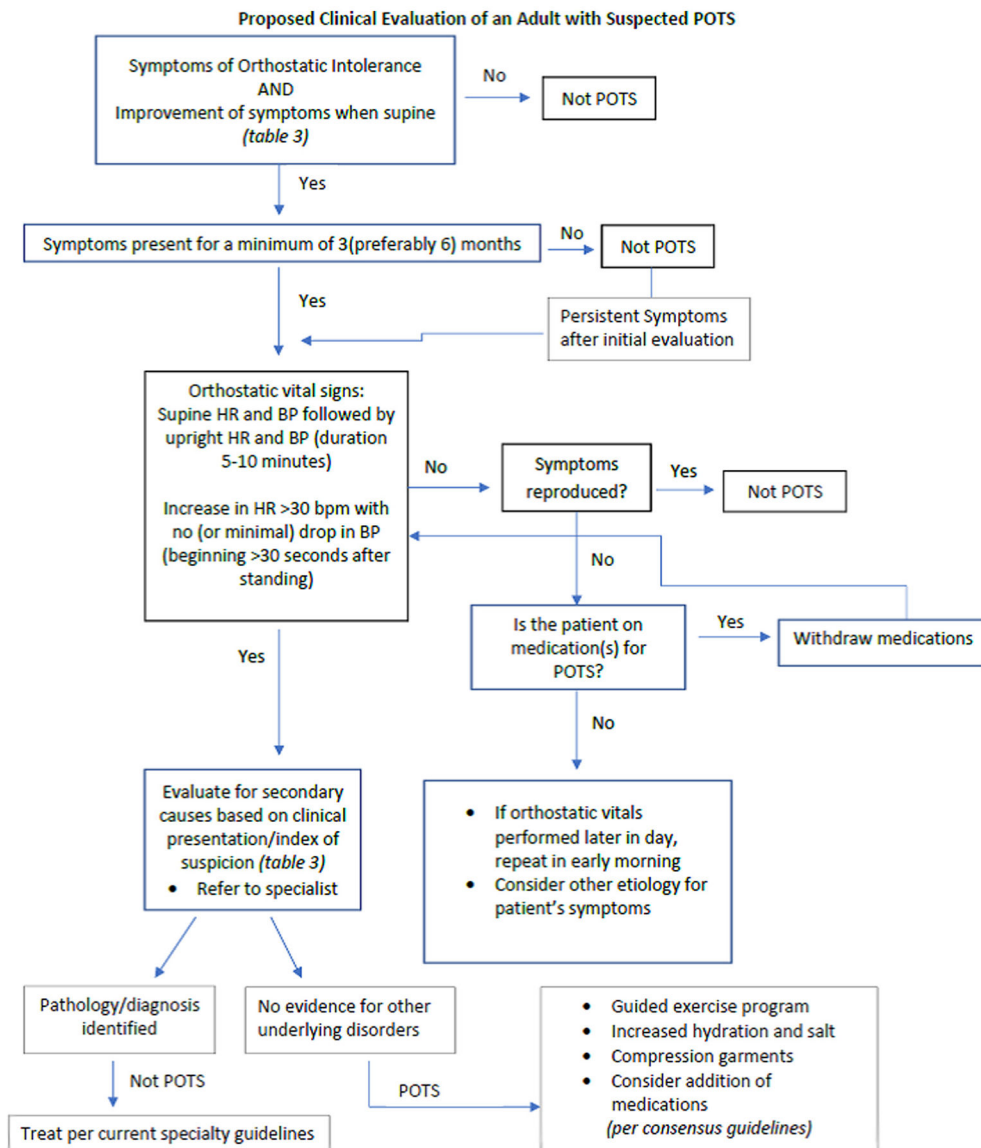 Proposed Clinical Evaluation of an Adult with Suspected POTS
Symptoms of Orthostatic Intolerance
AND
Improvement of symptoms when supine
(table 3)
No
Not POTS
Yes
Symptoms present for a minimum of 3(preferably 6) months
No
Not POTS
Yes
Persistent Symptoms
after initial evaluation
Orthostatic vital signs:
Supine HR and BP followed by
upright HR and BP (duration
5-10 minutes)
Increase in HR >30 bpm with
no (or minimal) drop in BP
(beginning >30 seconds after
standing)
No
Symptoms
reproduced?
Yes
Not POTS
No
Is the patient on
medication(s) for
POTS?
Yes
Withdraw medications
No
• If orthostatic vitals
performed later in day,
repeat in early morning
• Consider other etiology for
patient's symptoms
Yes
Evaluate for secondary
causes based on clinical
presentation/index of
suspicion (table 3)
• Refer to specialist
Pathology/diagnosis
identified
Not POTS
Treat per current specialty guidelines
No evidence for other
underlying disorders
POTS
• Guided exercise program
• Increased hydration and salt
• Compression garments
• Consider addition of
medications
(per consensus guidelines)